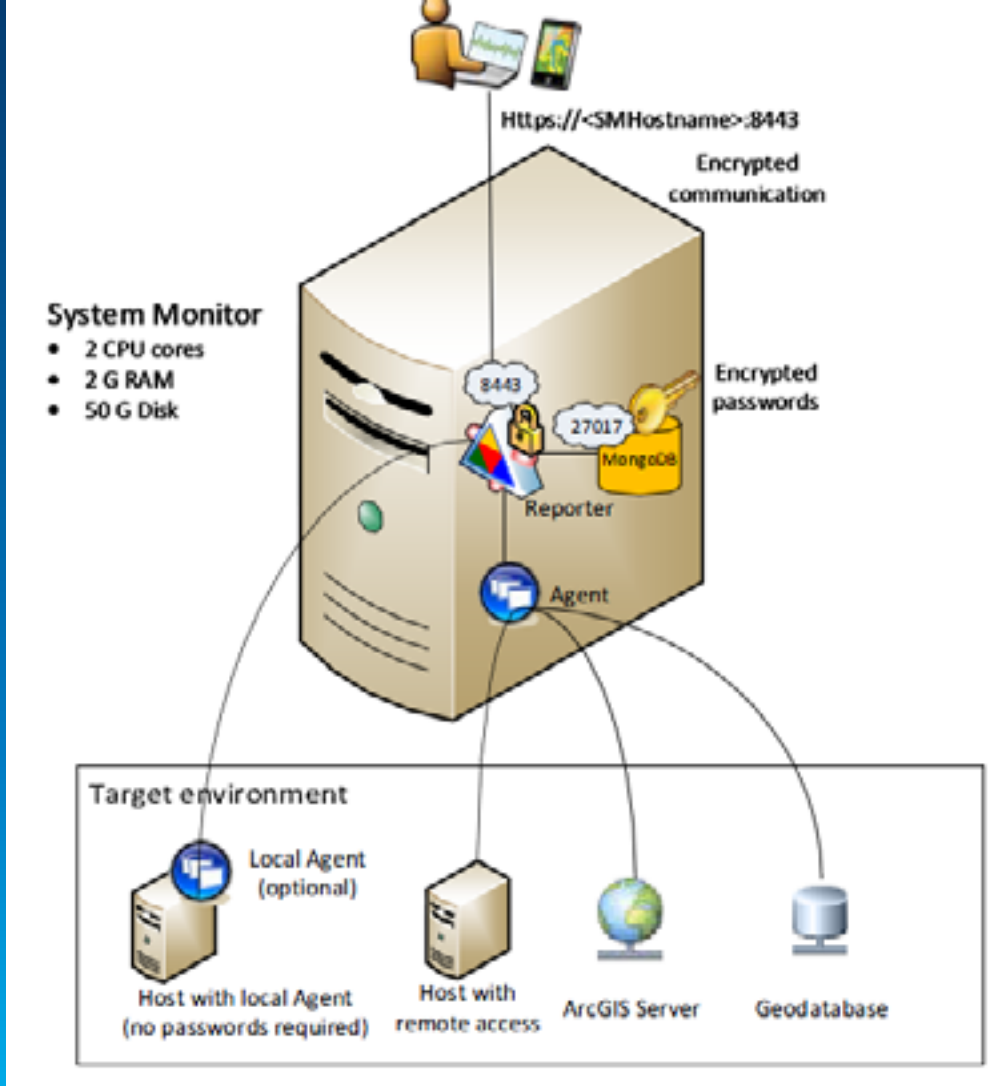 Https://<SMHostname>:8443
Encrypted
communication
System Monitor
• 2 CPU cores
• 2 G RAM
• 50 G Disk
Encrypted
passwords
8443
27017
MongoDB
Reporter
Agent
Target environment
Local Agent
(optional)
Host with local Agent
(no passwords required)
Host with
remote access
ArcGIS Server
Geodatabase